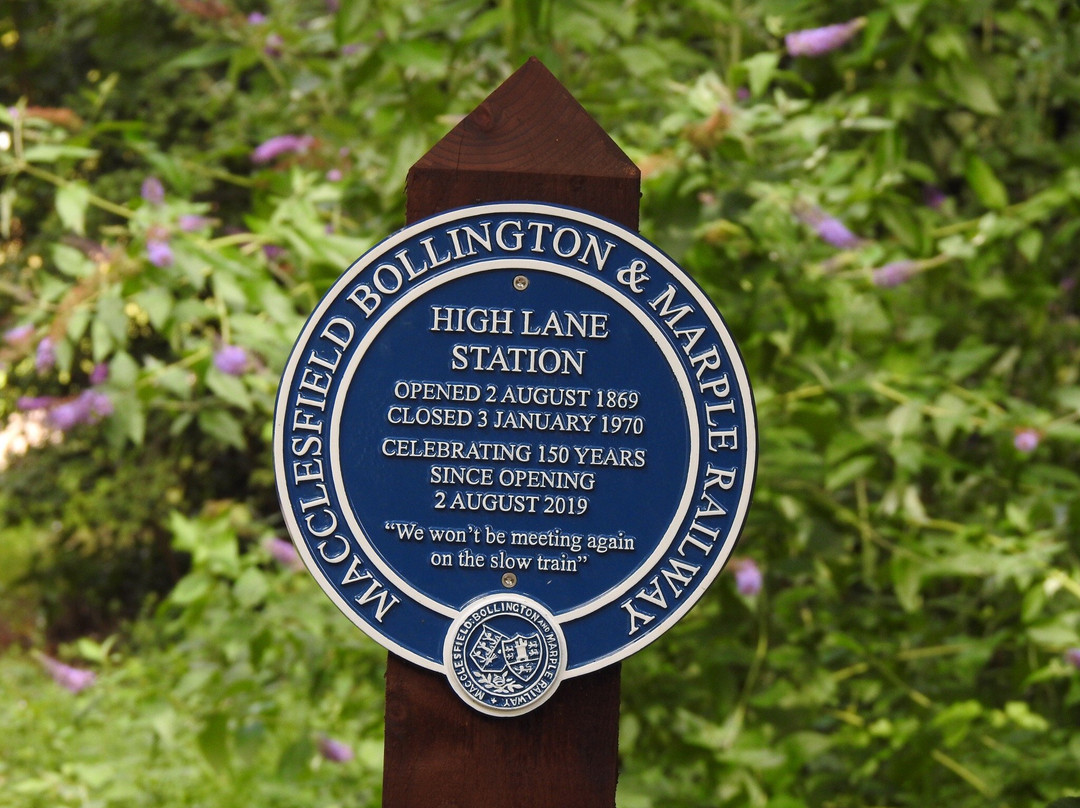 MACCLESFIELD BOLLINGTON & MARPLE RAILWAY
HIGH LANE
STATION
OPENED 2 AUGUST 1869
CLOSED 3 JANUARY 1970
CELEBRATING 150 YEARS
SINCE OPENING
2 AUGUST 2019
“We won’t be meeting again
on the slow train”
MACCLESFIELD·BOLLINGTON AND MARPLE RAILWAY